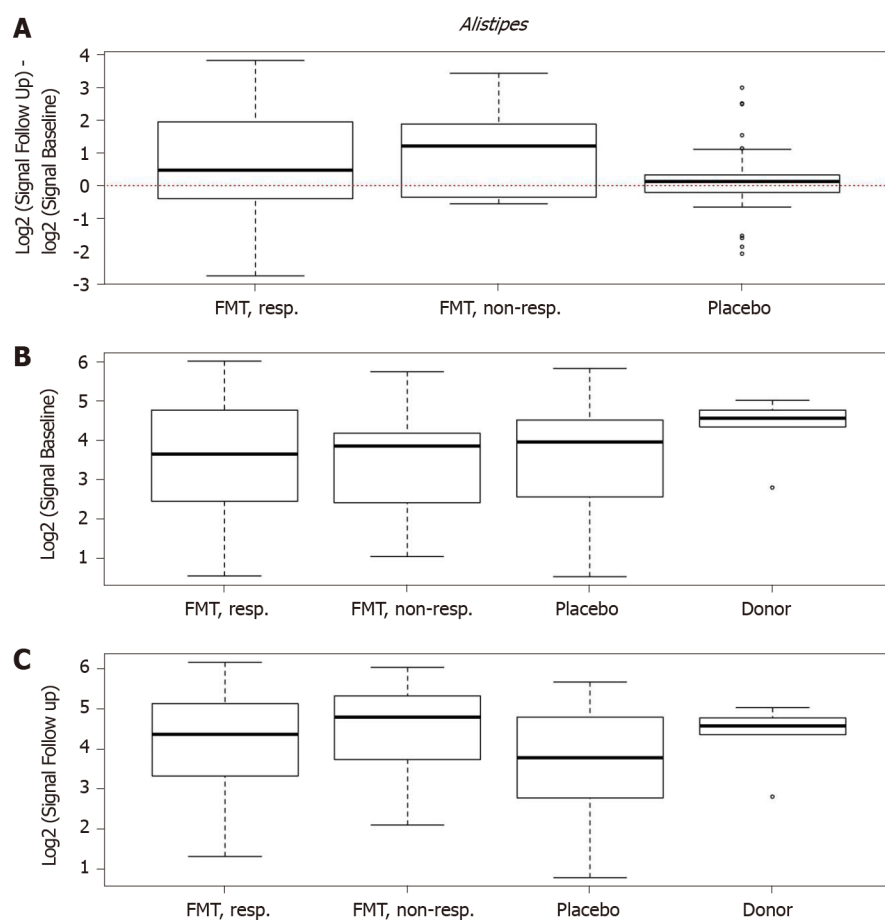 A
Alistipes
Log2 (Signal Follow Up) -
log2 (Signal Baseline)
4
3
2
1
0
-1
-2
-3
FMT, resp.
FMT, non-resp.
Placebo
B
Log2 (Signal Baseline)
6
5
4
3
2
1
FMT, resp.
FMT, non-resp.
Placebo
Donor
C
Log2 (Signal Follow up)
6
5
4
3
2
1
FMT, resp.
FMT, non-resp.
Placebo
Donor